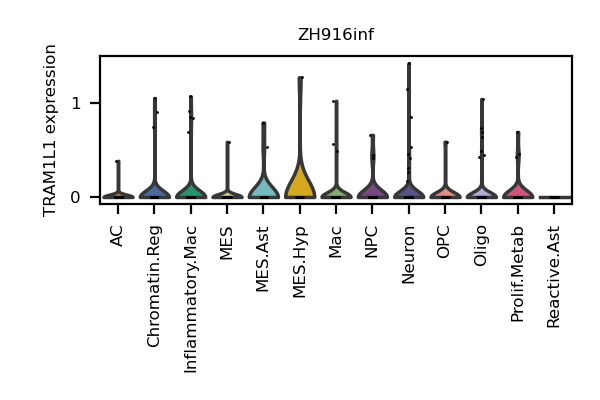 ZH916inf
TRAM1L1 expression
1
0
AC
Chromatin.Reg
Inflammatory.Mac
MES
MES.Ast
MES.Hyp
Mac
NPC
Neuron
OPC
Oligo
Prolif.Metab
Reactive.Ast